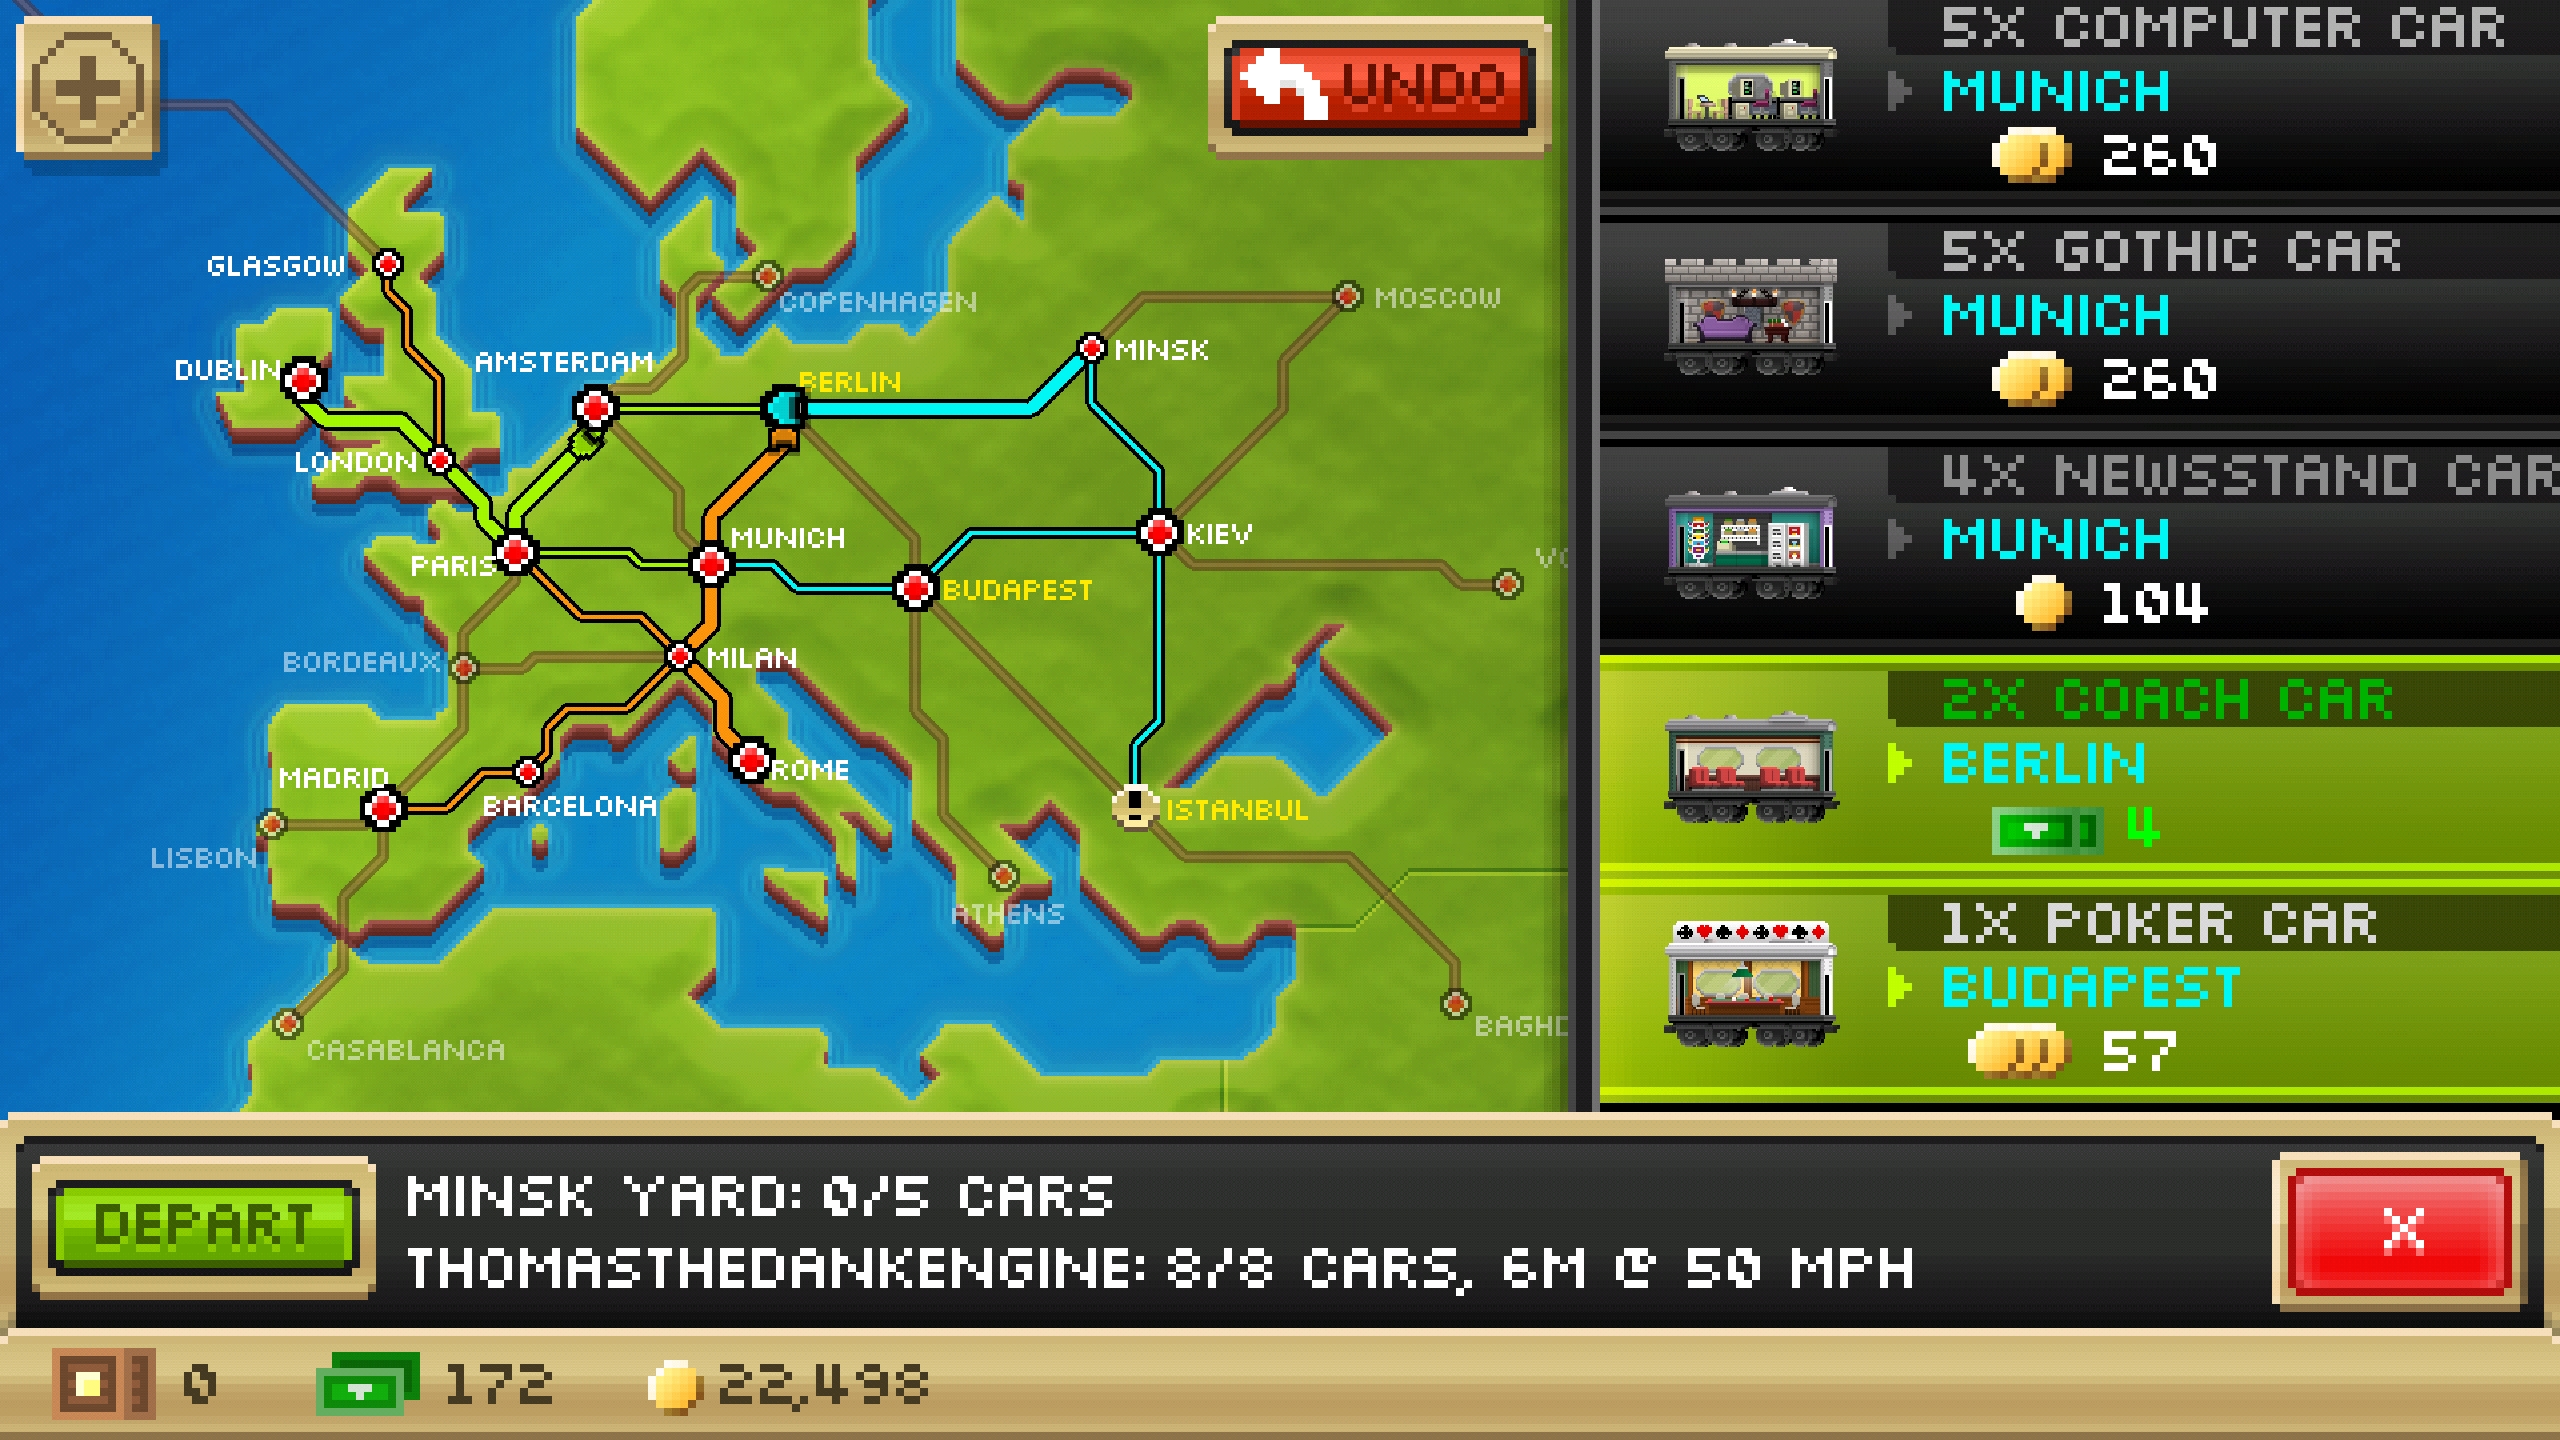 UNDO
GLASGOW
COPENHAGEN
MOSCOW
MINSK
DUBLIN
AMSTERDAM
BERLIN
LONDON
MUNICH
KIEV
PARIS
BUDAPEST
BORDEAUX
MILAN
MADRID
ROME
BARCELONA
ISTANBUL
LISBON
ATHENS
CASABLANCA
5X COMPUTER CAR
MUNICH
260
5X GOTHIC CAR
MUNICH
260
4X NEWSSTAND CAR
MUNICH
104
2X COACH CAR
BERLIN
4
1X POKER CAR
BUDAPEST
57
DEPART
MINSK YARD: 0/5 CARS
THOMASTHEDANKENGINE: 8/8 CARS, 6M @ 50 MPH
X
0
172
22,498